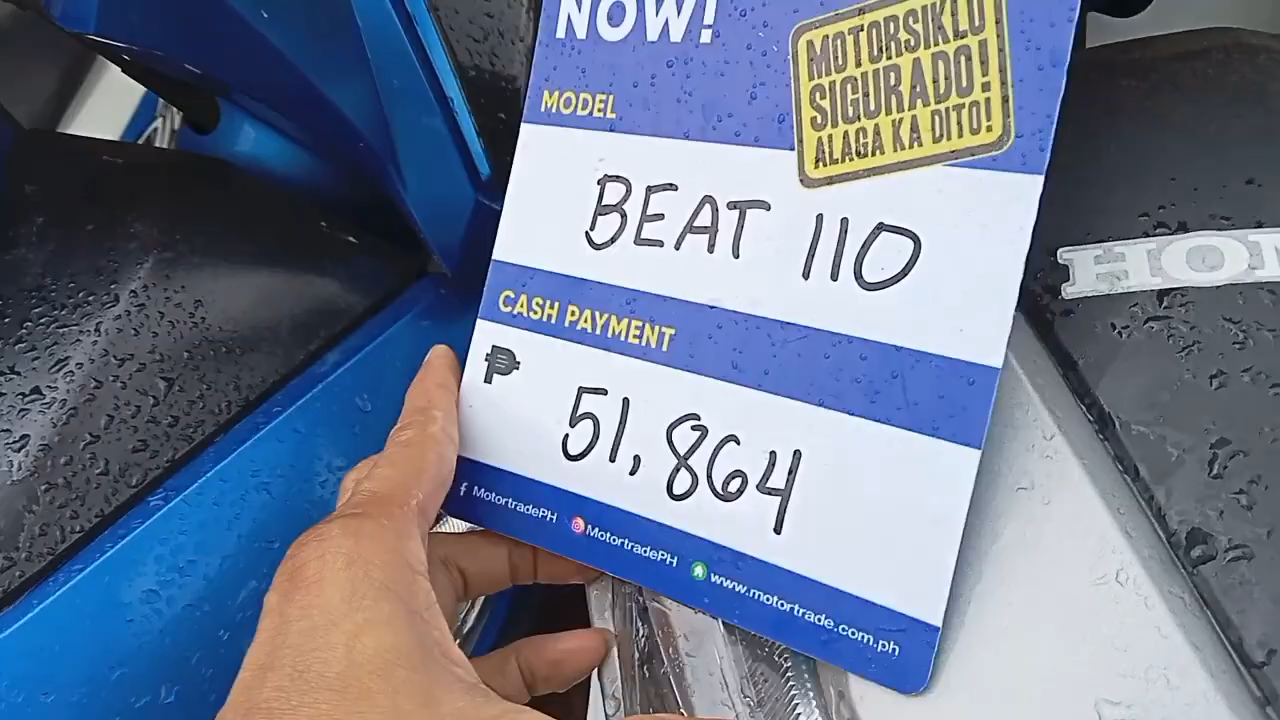 NOW!
MOTORSIKLO
SIGURADO!
ALAGA KA DITO!
MODEL
BEAT 110
CASH PAYMENT
₱ 51,864
MotortradePH MotortradePH www.motortrade.com.ph
HON